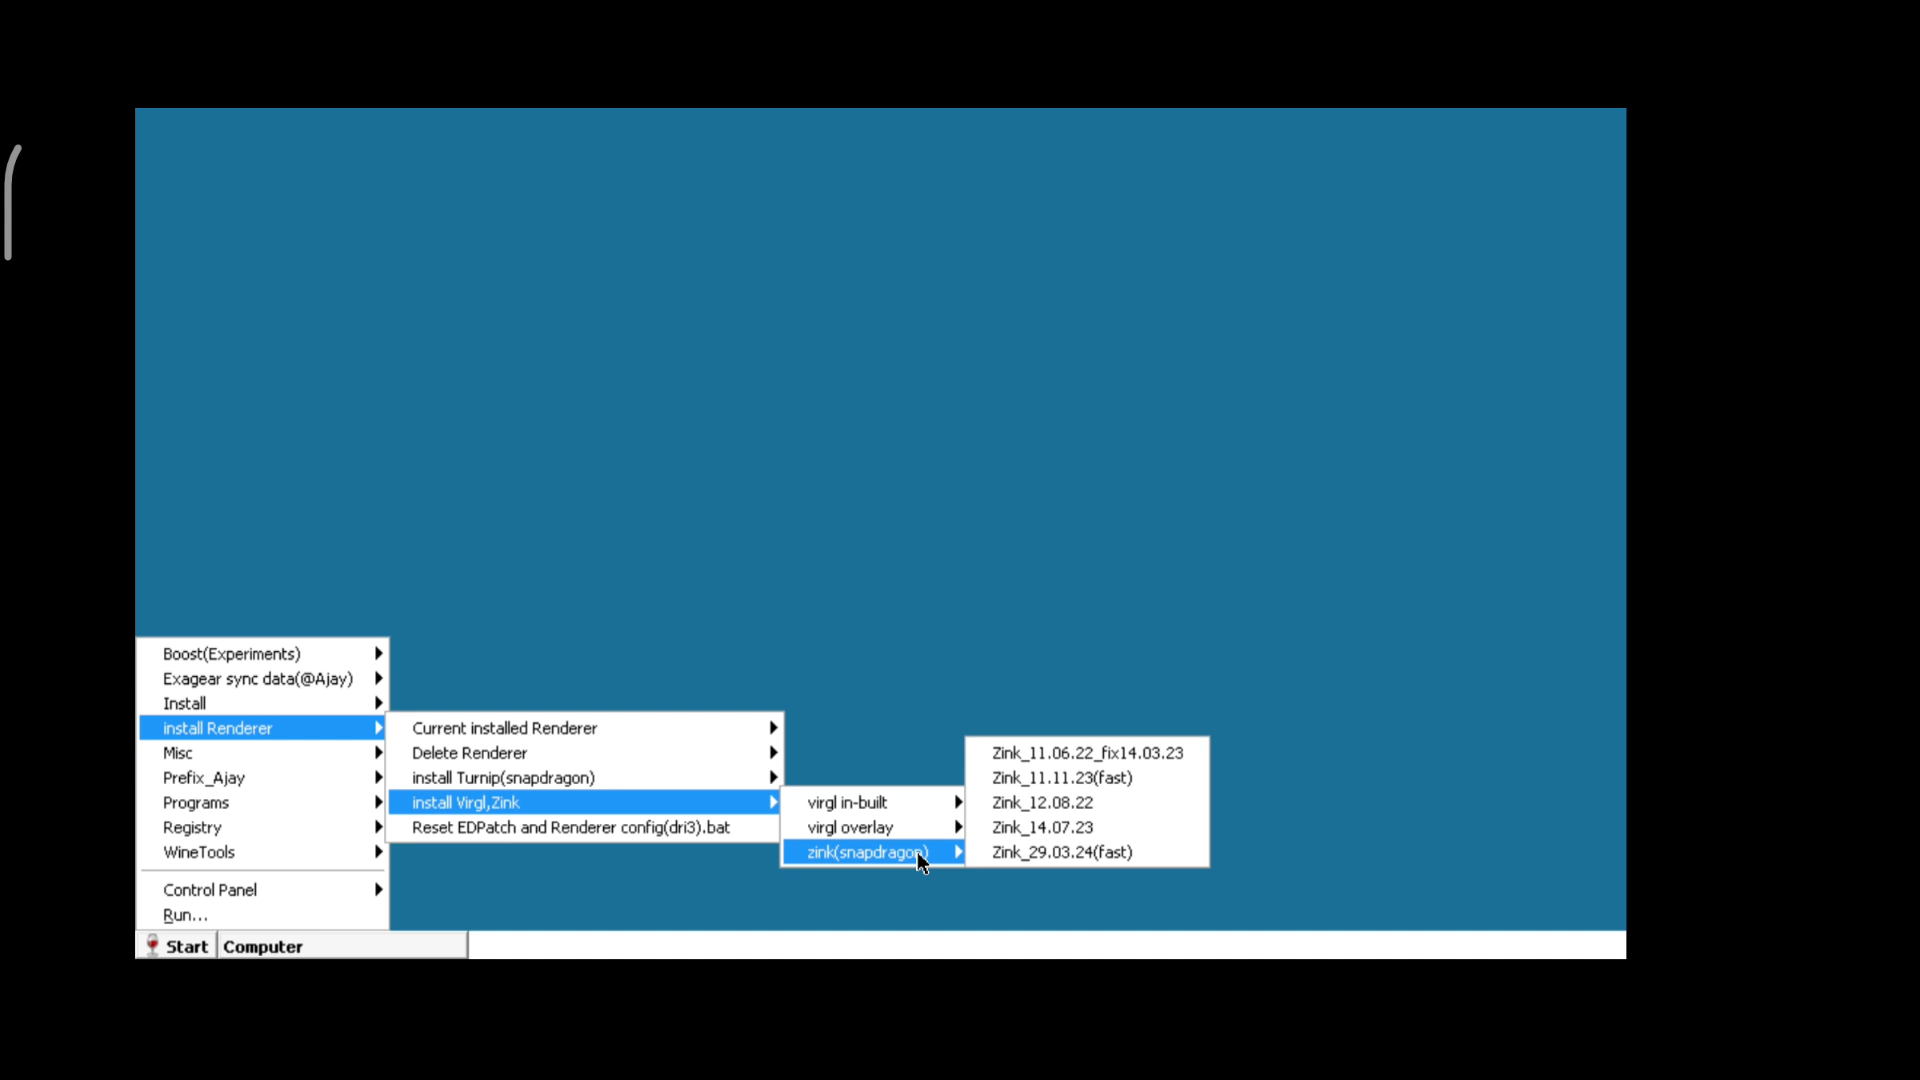 Boost(Experiments)
Exagear sync data(@Ajay)
Install
install Renderer
Misc
Prefix_Ajay
Programs
Registry
WineTools
Control Panel
Run...
Current installed Renderer
Delete Renderer
install Turnip(snapdragon)
install Virgl,Zink
Reset EDPatch and Renderer config(dri3).bat
virgl in-built
virgl overlay
zink(snapdragon)
Zink_11.06.22_fix14.03.23
Zink_11.11.23(fast)
Zink_12.08.22
Zink_14.07.23
Zink_29.03.24(fast)
Start Computer